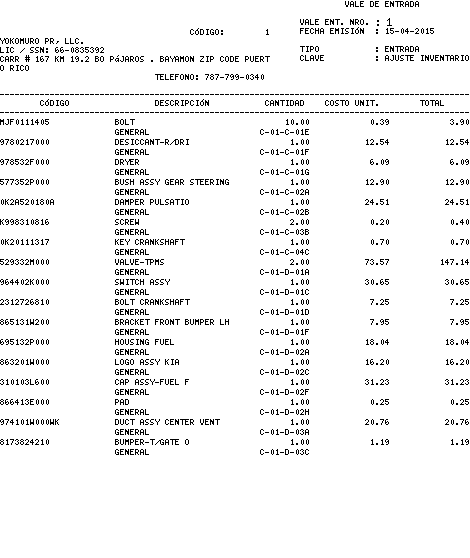 VALE DE ENTRADA
VALE ENT. NRO. : 1
CÓDIGO: 1 FECHA EMISIÓN : 15-04-2015
YOKOMURO PR, LLC.
LIC / SSN: 66-0835392 TIPO : ENTRADA
CARR # 167 KM 19.2 BO PÁJAROS . BAYAMON ZIP CODE PUERT CLAVE : AJUSTE INVENTARIO
O RICO
TELEFONO: 787-799-0340
CÓDIGO DESCRIPCIÓN CANTIDAD COSTO UNIT. TOTAL
MJF0111405 BOLT 10.00 0.39 3.90
GENERAL C-01-C-01E
9780217000 DESICCANT-R/DRI 1.00 12.54 12.54
GENERAL C-01-C-01F
978532F000 DRYER 1.00 6.09 6.09
GENERAL C-01-C-01G
577352P000 BUSH ASSY GEAR STEERING 1.00 12.90 12.90
GENERAL C-01-C-02A
0K2A520180A DAMPER PULSATIO 1.00 24.51 24.51
GENERAL C-01-C-02B
K998310816 SCREW 2.00 0.20 0.40
GENERAL C-01-C-03B
0K20111317 KEY CRANKSHAFT 1.00 0.70 0.70
GENERAL C-01-C-04C
529332M000 VALVE-TPMS 2.00 73.57 147.14
GENERAL C-01-D-01A
964402K000 SWITCH ASSY 1.00 30.65 30.65
GENERAL C-01-D-01C
2312726810 BOLT CRANKSHAFT 1.00 7.25 7.25
GENERAL C-01-D-01D
865131W200 BRACKET FRONT BUMPER LH 1.00 7.95 7.95
GENERAL C-01-D-01F
695132P000 HOUSING FUEL 1.00 18.04 18.04
GENERAL C-01-D-02A
863201W000 LOGO ASSY KIA 1.00 16.20 16.20
GENERAL C-01-D-02C
310103L600 CAP ASSY-FUEL F 1.00 31.23 31.23
GENERAL C-01-D-02F
866413E000 PAD 1.00 0.25 0.25
GENERAL C-01-D-02H
974101W000WK DUCT ASSY CENTER VENT 1.00 20.76 20.76
GENERAL C-01-D-03A
8173824210 BUMPER-T/GATE O 1.00 1.19 1.19
GENERAL C-01-D-03C